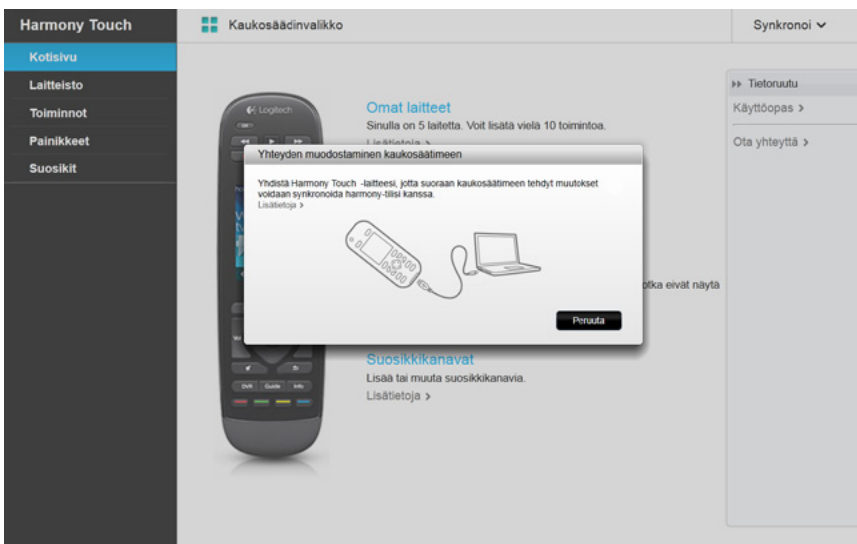 Harmony Touch
Kaukosäädinvalikko
Synkronoi
Kotisivu
Laitteisto
Toiminnot
Painikkeet
Suosikit
Logitech
Omat laitteet
Sinulla on 5 laitetta. Voit lisätä vielä 10 toimintoa.
Lisätietoja >
Yhteyden muodostaminen kaukosäätimeen
Yhdistä Harmony Touch -laitteesi, jotta suoraan kaukosäätimeen tehdyt muutokset
voidaan synkronoida harmony-tilisi kanssa.
Lisätietoja >
Peruuta
otka eivät näytä
Suosikkikanavat
Lisää tai muuta suosikkikanavia.
Lisätietoja >
DVR Guide Info
Tietoruutu
Käyttöopas >
Ota yhteyttä >